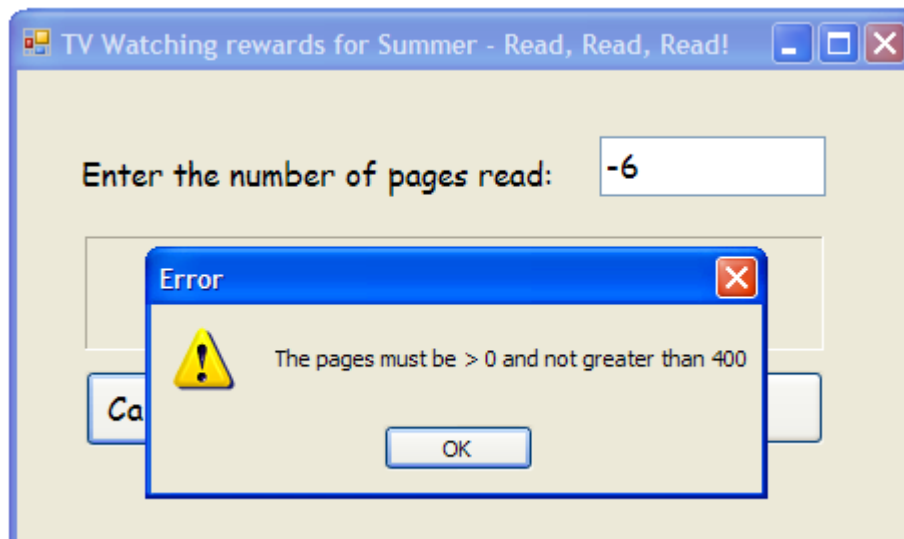 TV Watching rewards for Summer - Read, Read, Read!
Enter the number of pages read:
-6
Error
The pages must be > 0 and not greater than 400
Ca
OK